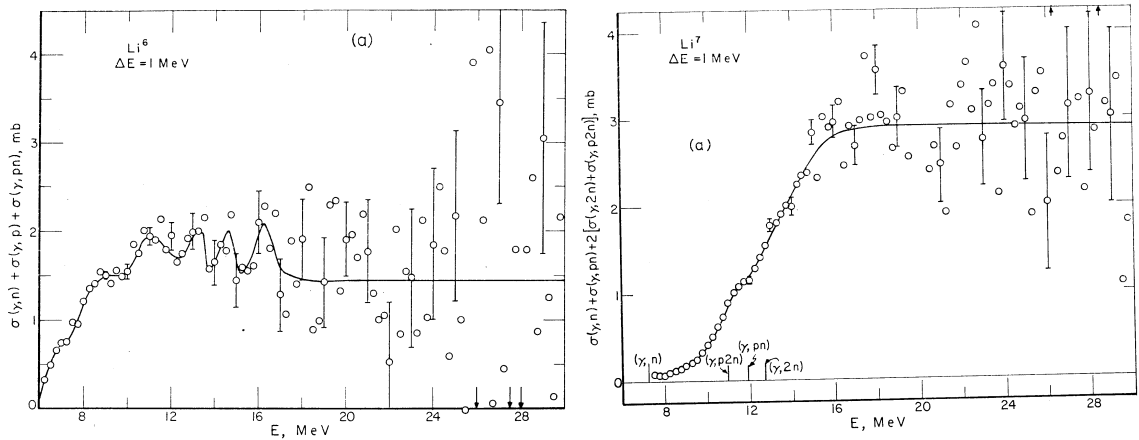 Li⁶
ΔE = 1 MeV
(a)
σ(γ,n) + σ(γ,p) + σ(γ,pn), mb
4
3
2
1
0
8
12
16
20
24
28
E, MeV
Li⁷
ΔE = 1 MeV
(a)
σ(γ,n)+σ(γ,pn)+2[σ(γ,2n)+σ(γ,p2n)], mb
4
3
2
1
0
(γ,n)
(γ,p2n)
(γ,pn)
(γ,2n)
8
12
16
20
24
28
E, MeV